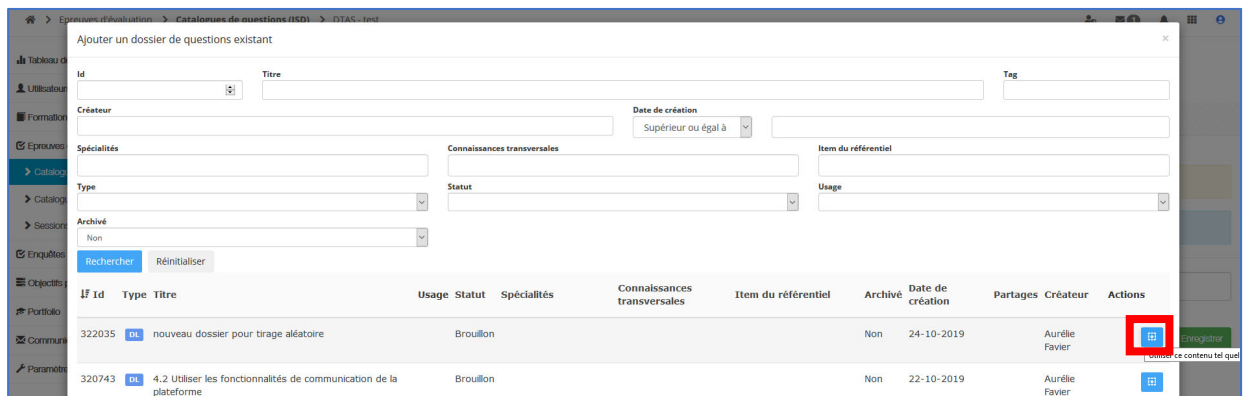 Epreuves d'évaluation > Catalogues de questions (ISD) > QTAS - test
Ajouter un dossier de questions existant ×
Tableau d
Utilisateur
Formation
Epreuves
Catalog
Catalog
Session
Enquêtes
Objectifs p
Portfolio
Communi
Paramètre
Id Titre Tag
Créateur Date de création
Supérieur ou égal à
Spécialités Connaissances transversales Item du référentiel
Type Statut Usage
Archivé
Non
Rechercher Réinitialiser
Id Type Titre Usage Statut Spécialités Connaissances transversales Item du référentiel Archivé Date de création Partages Créateur Actions
322035 DL nouveau dossier pour tirage aléatoire Brouillon Non 24-10-2019 Aurélie Favier
Enregistrer
Utiliser ce contenu tel quel
320743 DL 4.2 Utiliser les fonctionnalités de communication de la plateforme Brouillon Non 22-10-2019 Aurélie Favier